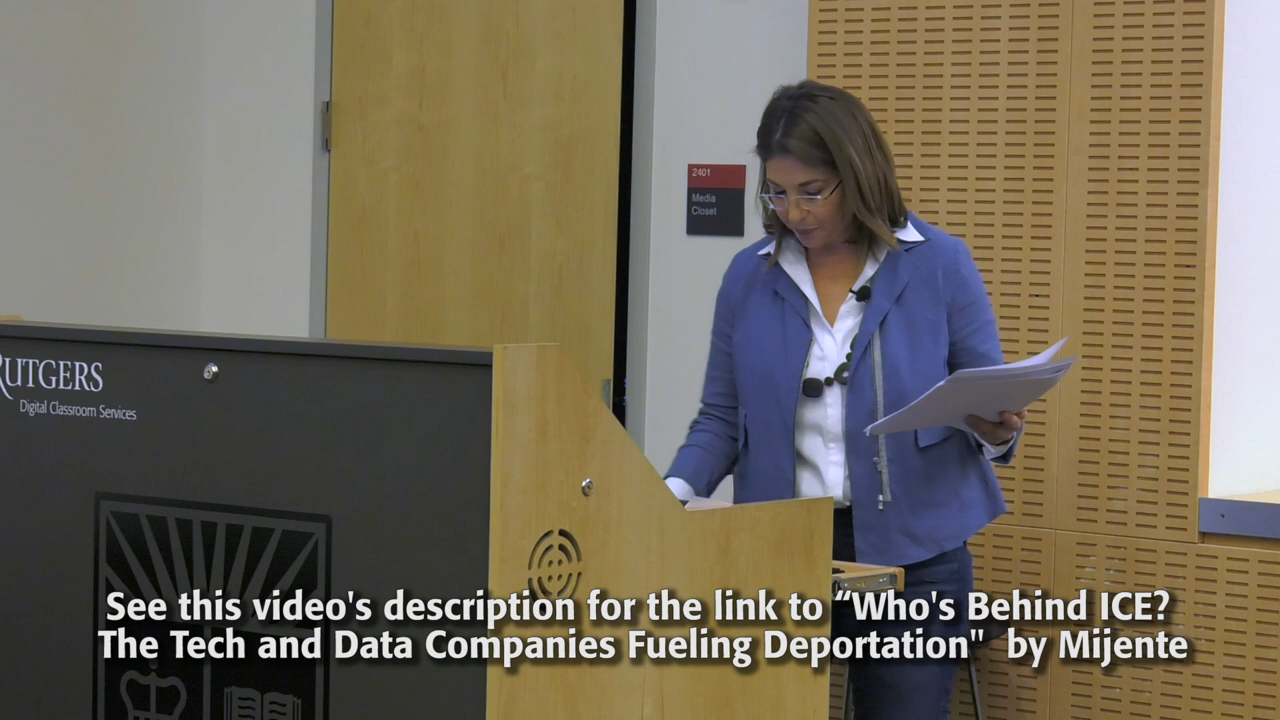 2401
Media
Closet
RUTGERS
Digital Classroom Services
See this video's description for the link to “Who's Behind ICE?
The Tech and Data Companies Fueling Deportation" by Mijente